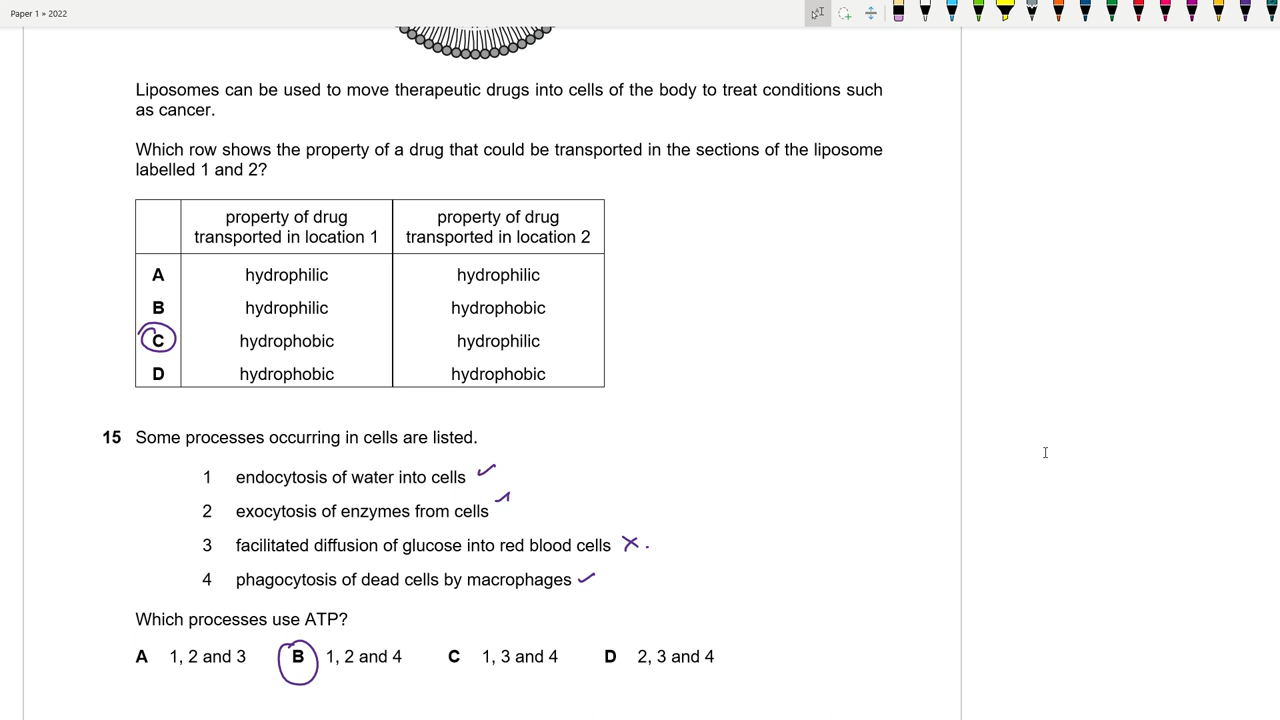 Paper 1 » 2022
Liposomes can be used to move therapeutic drugs into cells of the body to treat conditions such
as cancer.
Which row shows the property of a drug that could be transported in the sections of the liposome
labelled 1 and 2?
property of drug transported in location 1 property of drug transported in location 2
A hydrophilic hydrophilic
B hydrophilic hydrophobic
C hydrophobic hydrophilic
D hydrophobic hydrophobic
15 Some processes occurring in cells are listed.
1 endocytosis of water into cells
2 exocytosis of enzymes from cells
3 facilitated diffusion of glucose into red blood cells
4 phagocytosis of dead cells by macrophages
Which processes use ATP?
A 1, 2 and 3 B 1, 2 and 4 C 1, 3 and 4 D 2, 3 and 4